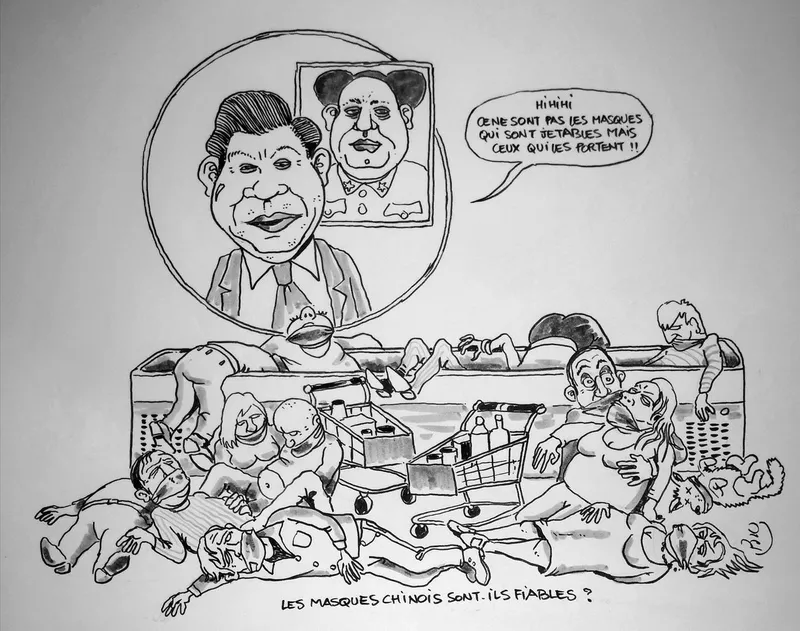 HIHIHI
CE NE SONT PAS LES MASQUES
QUI SONT JETABLES MAIS
CEUX QUI LES PORTENT !!
LES MASQUES CHINOIS SONT-ILS FIABLES ?